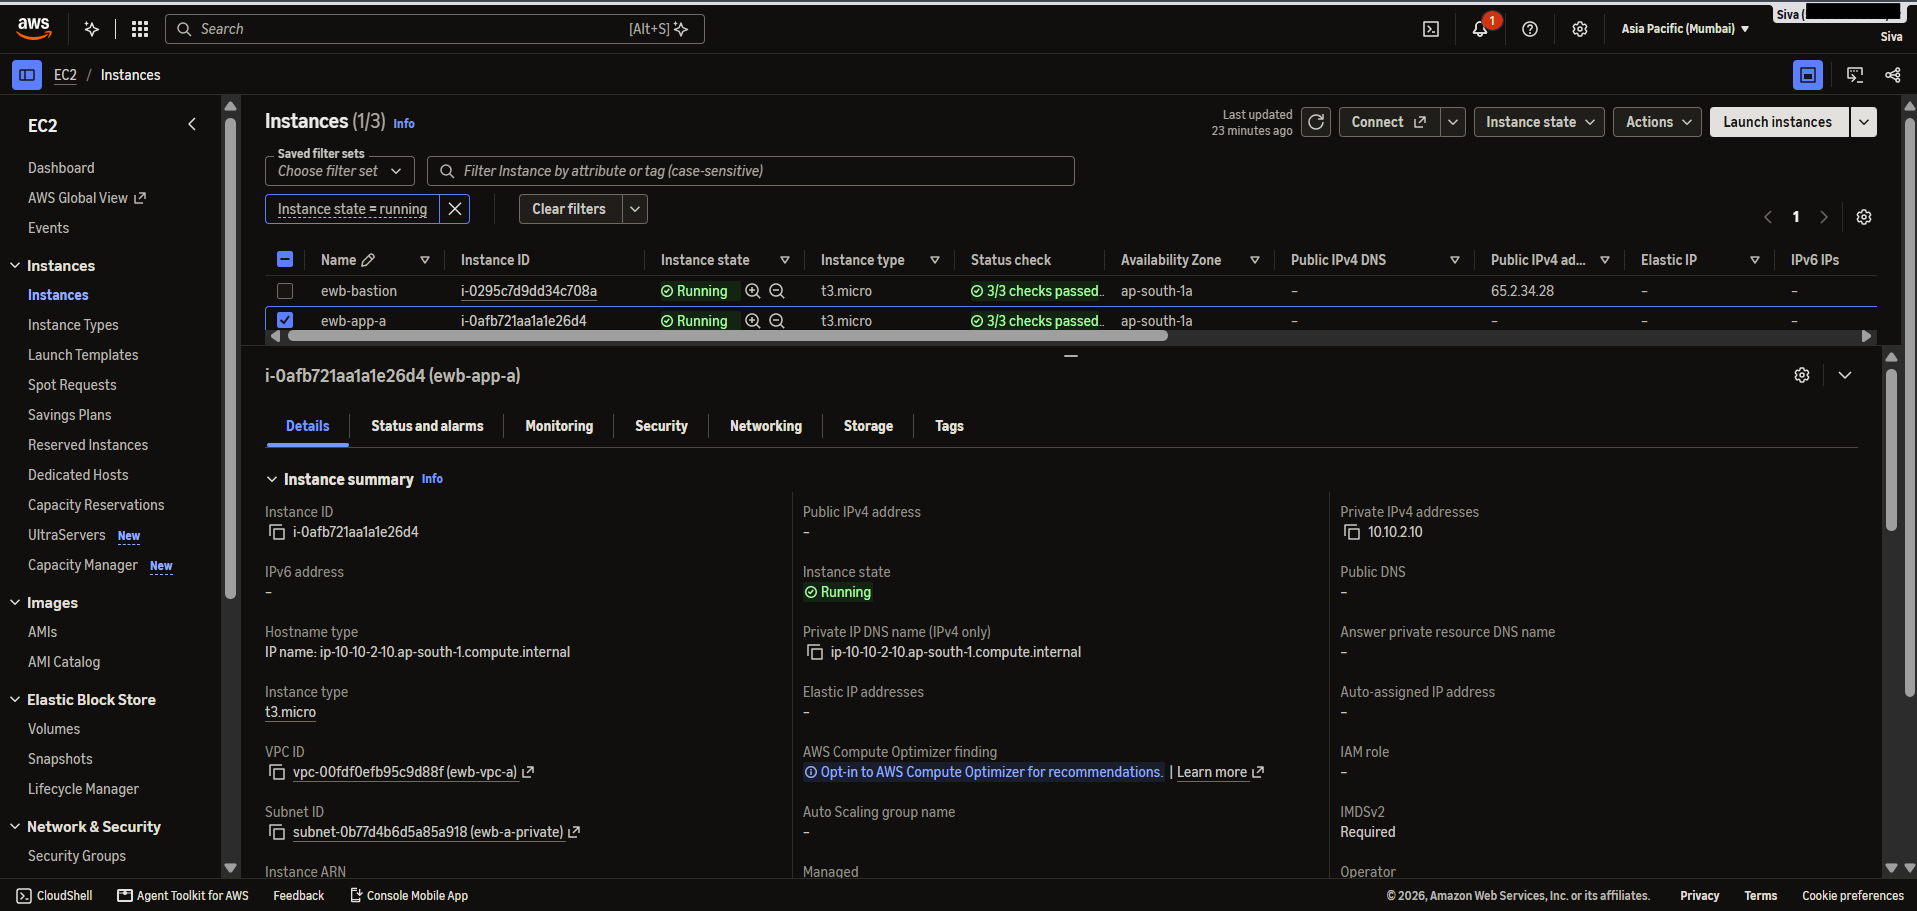 aws
Search
[Alt+S]
1
Asia Pacific (Mumbai)
Siva (
Siva
EC2 / Instances
EC2
Dashboard
AWS Global View
Events
Instances
Instances
Instance Types
Launch Templates
Spot Requests
Savings Plans
Reserved Instances
Dedicated Hosts
Capacity Reservations
UltraServers New
Capacity Manager New
Images
AMIs
AMI Catalog
Elastic Block Store
Volumes
Snapshots
Lifecycle Manager
Network & Security
Security Groups
Instances (1/3) Info
Last updated
23 minutes ago
Connect
Instance state
Actions
Launch instances
Saved filter sets
Choose filter set
Filter Instance by attribute or tag (case-sensitive)
Instance state = running
Clear filters
1
Name Instance ID Instance state Instance type Status check Availability Zone Public IPv4 DNS Public IPv4 ad... Elastic IP IPv6 IPs
ewb-bastion i-0295c7d9dd34c708a Running t3.micro 3/3 checks passed.. ap-south-1a – 65.2.34.28 – –
ewb-app-a i-0afb721aa1a1e26d4 Running t3.micro 3/3 checks passed.. ap-south-1a – – – –
i-0afb721aa1a1e26d4 (ewb-app-a)
Details Status and alarms Monitoring Security Networking Storage Tags
Instance summary Info
Instance ID
i-0afb721aa1a1e26d4
Public IPv4 address
–
Private IPv4 addresses
10.10.2.10
IPv6 address
–
Instance state
Running
Public DNS
–
Hostname type
IP name: ip-10-10-2-10.ap-south-1.compute.internal
Private IP DNS name (IPv4 only)
ip-10-10-2-10.ap-south-1.compute.internal
Answer private resource DNS name
–
Instance type
t3.micro
Elastic IP addresses
–
Auto-assigned IP address
–
VPC ID
vpc-00fdf0efb95c9d88f (ewb-vpc-a)
AWS Compute Optimizer finding
Opt-in to AWS Compute Optimizer for recommendations. | Learn more
IAM role
–
Subnet ID
subnet-0b77d4b6d5a85a918 (ewb-a-private)
Auto Scaling group name
–
IMDSv2
Required
Instance ARN
Managed
Operator
CloudShell Agent Toolkit for AWS Feedback Console Mobile App
© 2026, Amazon Web Services, Inc. or its affiliates. Privacy Terms Cookie preferences